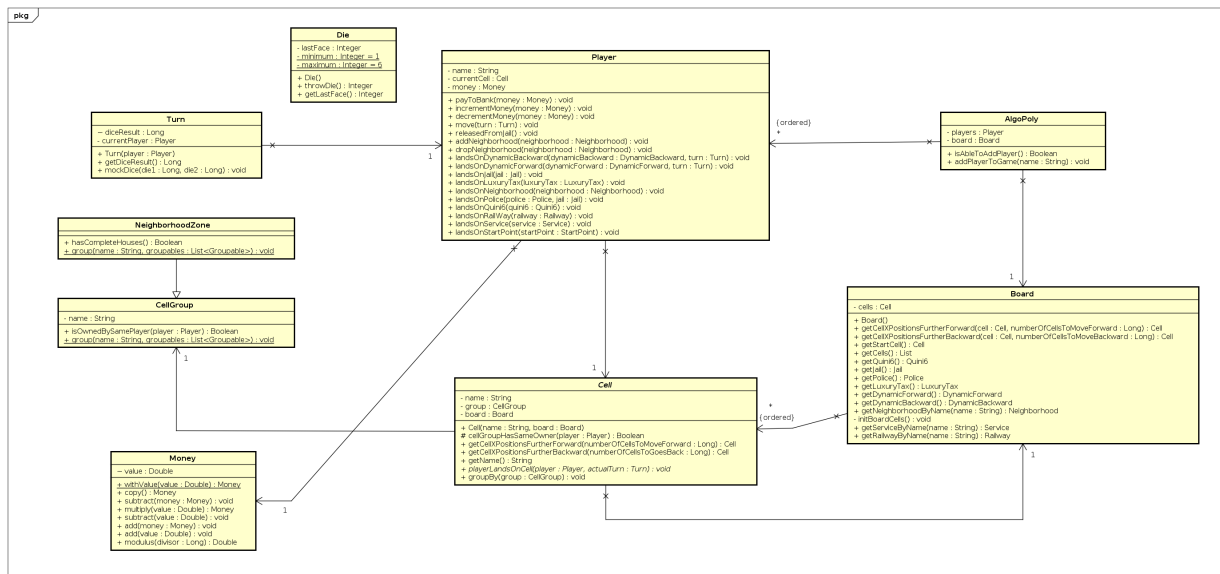 pkg
Die
- lastFace : Integer
- minimum : Integer = 1
- maximum : Integer = 6
+ Die()
+ throwDie() : Integer
+ getLastFace() : Integer
Player
- name : String
- currentCell : Cell
- money : Money
+ payToBank(money : Money) : void
+ incrementMoney(money : Money) : void
+ decrementMoney(money : Money) : void
+ move(turn : Turn) : void
+ releasedFromJail() : void
+ addNeighborhood(neighborhood : Neighborhood) : void
+ dropNeighborhood(neighborhood : Neighborhood) : void
+ landsOnDynamicBackward(dynamicBackward : DynamicBackward, turn : Turn) : void
+ landsOnDynamicForward(dynamicForward : DynamicForward, turn : Turn) : void
+ landsOnJail(jail : Jail) : void
+ landsOnLuxuryTax(luxuryTax : LuxuryTax) : void
+ landsOnNeighborhood(neighborhood : Neighborhood) : void
+ landsOnPolice(police : Police, jail : Jail) : void
+ landsOnQuini6(quini6 : Quini6) : void
+ landsOnRailWay(railway : Railway) : void
+ landsOnService(service : Service) : void
+ landsOnStartPoint(startPoint : StartPoint) : void
Turn
- diceResult : Long
- currentPlayer : Player
+ Turn(player : Player)
+ getDiceResult() : Long
+ mockDice(die1 : Long, die2 : Long) : void
1
{ordered}
*
AlgoPoly
- players : Player
- board : Board
+ isAbleToAddPlayer() : Boolean
+ addPlayerToGame(name : String) : void
NeighborhoodZone
+ hasCompleteHouses() : Boolean
+ group(name : String, groupables : List<Groupable>) : void
CellGroup
- name : String
+ isOwnedBySamePlayer(player : Player) : Boolean
+ group(name : String, groupables : List<Groupable>) : void
1
1
1
Board
- cells : Cell
+ Board()
+ getCellXPositionsFurtherForward(cell : Cell, numberOfCellsToMoveForward : Long) : Cell
+ getCellXPositionsFurtherBackward(cell : Cell, numberOfCellsToMoveBackward : Long) : Cell
+ getStartCell() : Cell
+ getCells() : List
+ getQuini6() : Quini6
+ getJail() : Jail
+ getPolice() : Police
+ getLuxuryTax() : LuxuryTax
+ getDynamicForward() : DynamicForward
+ getDynamicBackward() : DynamicBackward
+ getNeighborhoodByName(name : String) : Neighborhood
- initBoardCells() : void
+ getServiceByName(name : String) : Service
+ getRailwayByName(name : String) : Railway
Cell
- name : String
- group : CellGroup
- board : Board
+ Cell(name : String, board : Board)
# cellGroupHasSameOwner(player : Player) : Boolean
+ getCellXPositionsFurtherForward(numberOfCellsToMoveForward : Long) : Cell
+ getCellXPositionsFurtherBackward(numberOfCellsToGoesBack : Long) : Cell
+ getName() : String
+ playerLandsOnCell(player : Player, actualTurn : Turn) : void
+ groupBy(group : CellGroup) : void
*
{ordered}
1
Money
- value : Double
+ withValue(value : Double) : Money
+ copy() : Money
+ subtract(money : Money) : void
+ multiply(value : Double) : Money
+ subtract(value : Double) : void
+ add(money : Money) : void
+ add(value : Double) : void
+ modulus(divisor : Long) : Double
1